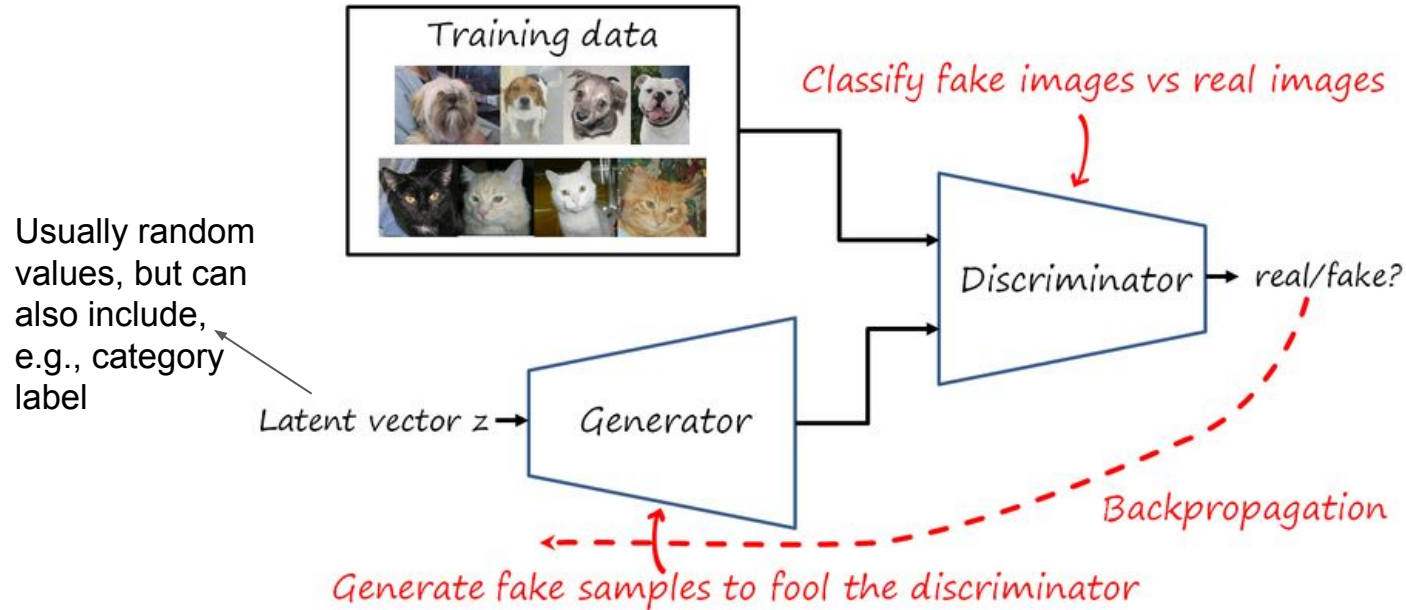 Training data
Classify fake images vs real images
Usually random
values, but can
also include,
e.g., category
label
Discriminator
real/fake?
Latent vector z
Generator
Backpropagation
Generate fake samples to fool the discriminator